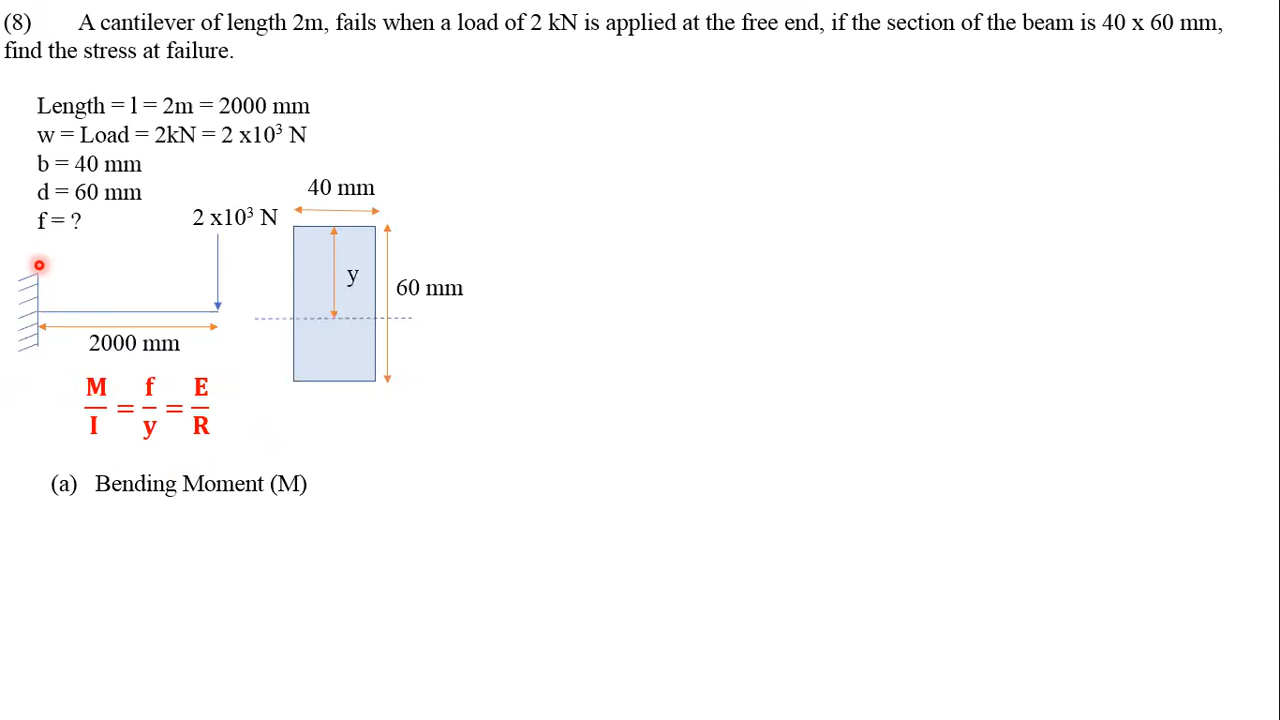 (8) A cantilever of length 2m, fails when a load of 2 kN is applied at the free end, if the section of the beam is 40 x 60 mm,
find the stress at failure.
Length = l = 2m = 2000 mm
w = Load = 2kN = 2 x10³ N
b = 40 mm
d = 60 mm
f = ?
2 x10³ N
40 mm
y
60 mm
2000 mm
M/I = f/y = E/R
(a) Bending Moment (M)